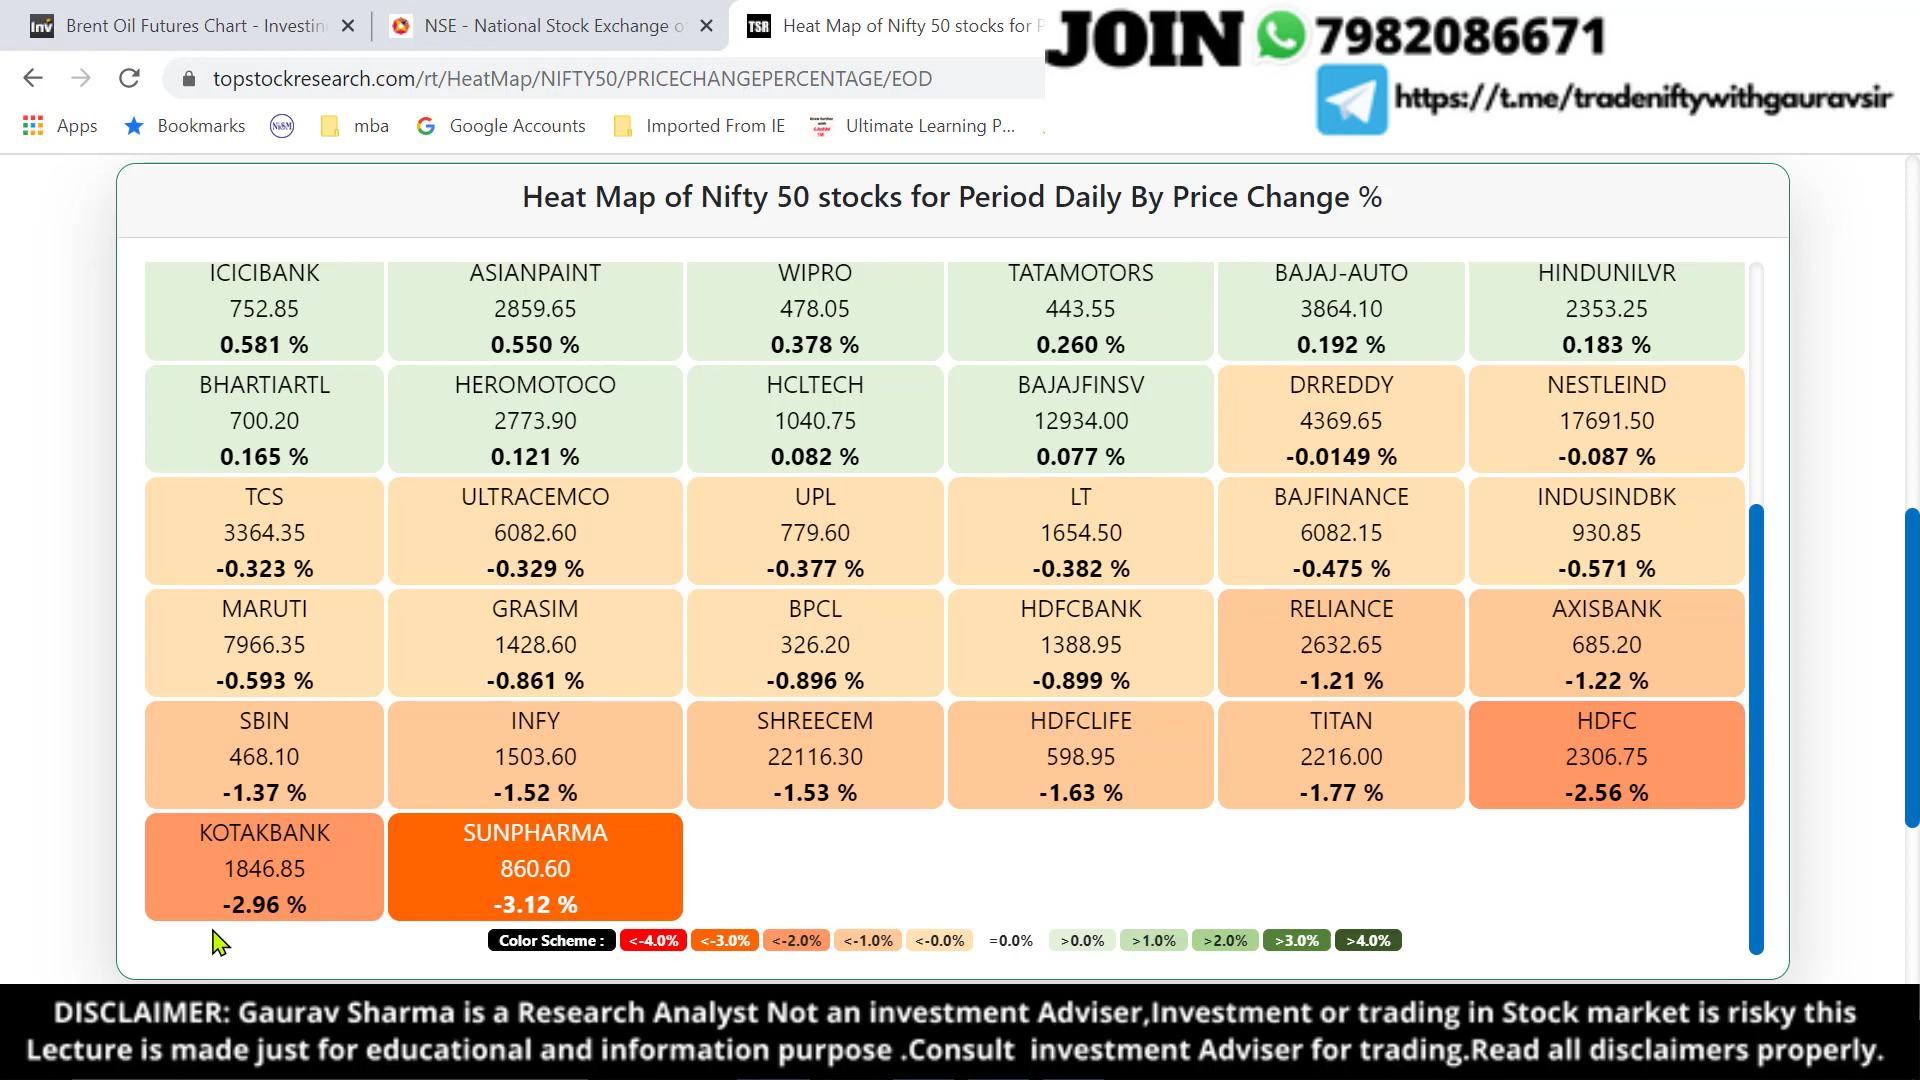 Brent Oil Futures Chart - Investin
NSE - National Stock Exchange o
TSR
Heat Map of Nifty 50 stocks for P
JOIN 7982086671
https://t.me/tradeniftywithgauravsir
topstockresearch.com/rt/HeatMap/NIFTY50/PRICECHANGEPERCENTAGE/EOD
Apps Bookmarks mba Google Accounts Imported From IE Ultimate Learning P...
Heat Map of Nifty 50 stocks for Period Daily By Price Change %
ICICIBANK ASIANPAINT WIPRO TATAMOTORS BAJAJ-AUTO HINDUNILVR
752.85 2859.65 478.05 443.55 3864.10 2353.25
0.581 % 0.550 % 0.378 % 0.260 % 0.192 % 0.183 %
BHARTIARTL HEROMOTOCO HCLTECH BAJAJFINSV DRREDDY NESTLEIND
700.20 2773.90 1040.75 12934.00 4369.65 17691.50
0.165 % 0.121 % 0.082 % 0.077 % -0.0149 % -0.087 %
TCS ULTRACEMCO UPL LT BAJFINANCE INDUSINDBK
3364.35 6082.60 779.60 1654.50 6082.15 930.85
-0.323 % -0.329 % -0.377 % -0.382 % -0.475 % -0.571 %
MARUTI GRASIM BPCL HDFCBANK RELIANCE AXISBANK
7966.35 1428.60 326.20 1388.95 2632.65 685.20
-0.593 % -0.861 % -0.896 % -0.899 % -1.21 % -1.22 %
SBIN INFY SHREECEM HDFCLIFE TITAN HDFC
468.10 1503.60 22116.30 598.95 2216.00 2306.75
-1.37 % -1.52 % -1.53 % -1.63 % -1.77 % -2.56 %
KOTAKBANK SUNPHARMA
1846.85 860.60
-2.96 % -3.12 %
Color Scheme : <-4.0% <-3.0% <-2.0% <-1.0% <-0.0% =0.0% >0.0% >1.0% >2.0% >3.0% >4.0%
DISCLAIMER: Gaurav Sharma is a Research Analyst Not an investment Adviser,Investment or trading in Stock market is risky this
Lecture is made just for educational and information purpose .Consult investment Adviser for trading.Read all disclaimers properly.